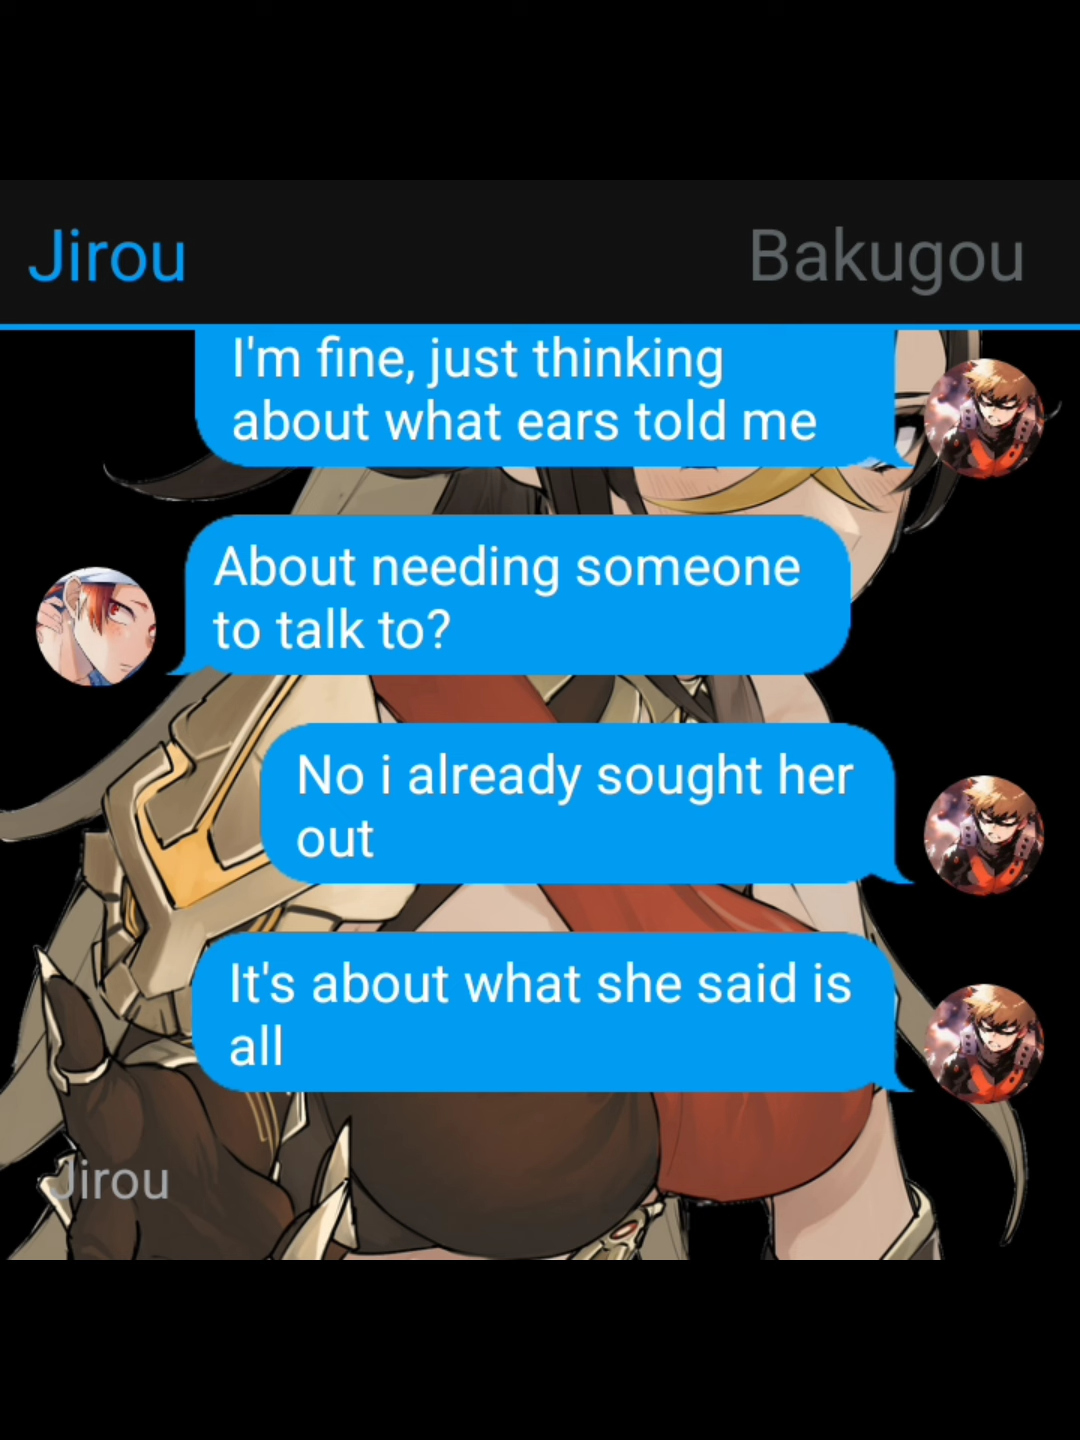 Jirou
Bakugou
I'm fine, just thinking
about what ears told me
About needing someone
to talk to?
No i already sought her
out
It's about what she said is
all
Jirou